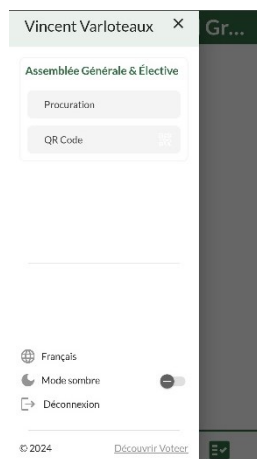 Vincent Varloteaux ✕ Gr...
Assemblée Générale & Élective
Procuration
QR Code
Français
Mode sombre
Déconnexion
© 2024 Découvrir Voteer